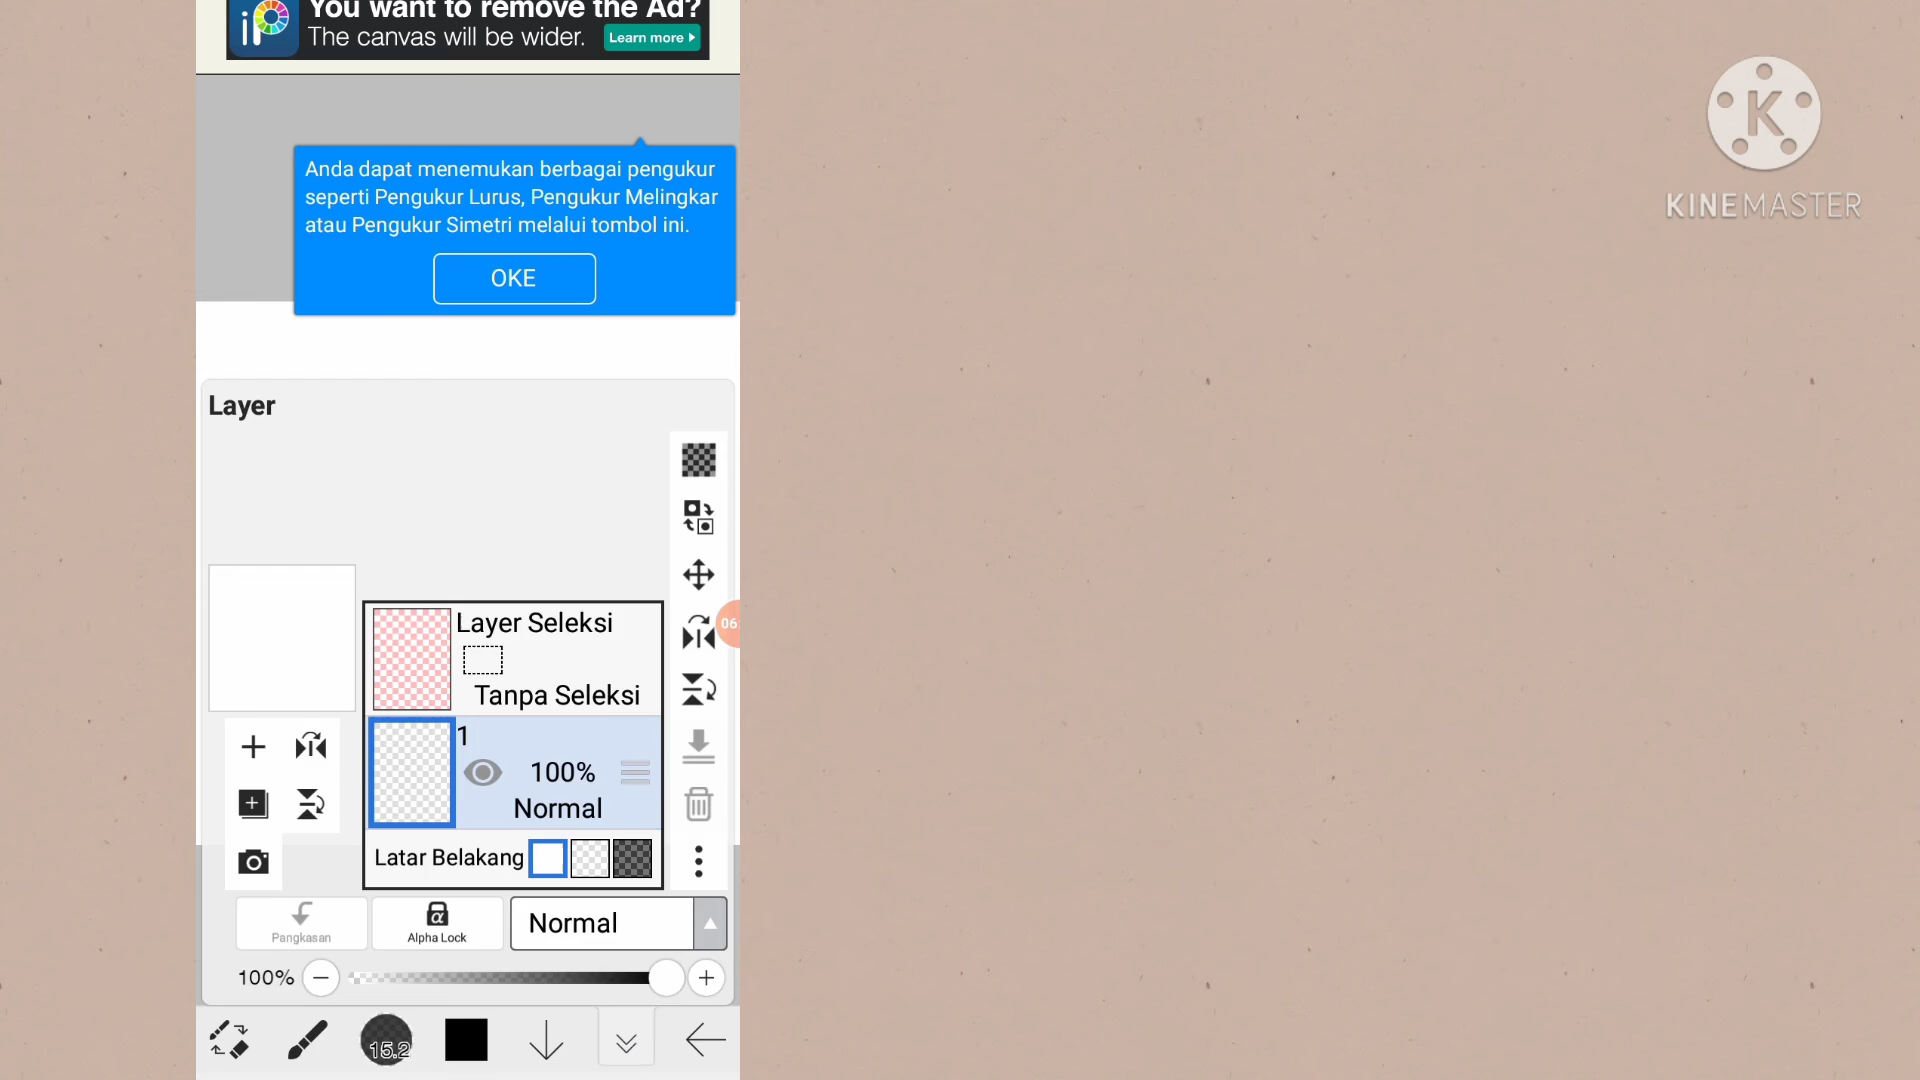 You want to remove the Ad?
The canvas will be wider.
Learn more
Anda dapat menemukan berbagai pengukur
seperti Pengukur Lurus, Pengukur Melingkar
atau Pengukur Simetri melalui tombol ini.
OKE
Layer
Layer Seleksi
Tanpa Seleksi
1
100%
Normal
Latar Belakang
Pangkasan
Alpha Lock
Normal
100%
15.2
06:
K
KINEMASTER